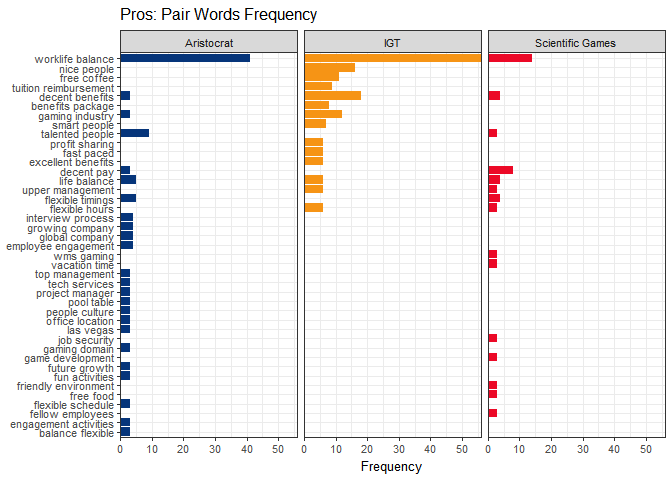 Pros: Pair Words Frequency
Aristocrat
IGT
Scientific Games
worklife balance
nice people
free coffee
tuition reimbursement
decent benefits
benefits package
gaming industry
smart people
talented people
profit sharing
fast paced
excellent benefits
decent pay
life balance
upper management
flexible timings
flexible hours
interview process
growing company
global company
employee engagement
wms gaming
vacation time
top management
tech services
project manager
pool table
people culture
office location
las vegas
job security
gaming domain
game development
future growth
fun activities
friendly environment
free food
flexible schedule
fellow employees
engagement activities
balance flexible
0 10 20 30 40 50
0 10 20 30 40 50
0 10 20 30 40 50
Frequency